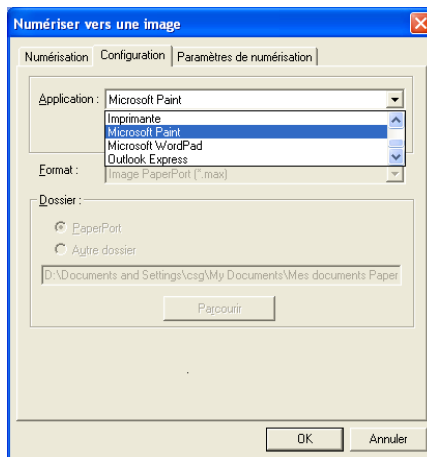 Numériser vers une image
Numérisation Configuration Paramètres de numérisation
Application : Microsoft Paint
Imprimante
Microsoft Paint
Microsoft WordPad
Outlook Express
Format : Image PaperPort (*.max)
Dossier :
PaperPort
Autre dossier
D:\Documents and Settings\csg\My Documents\Mes documents Paper
Parcourir
OK Annuler